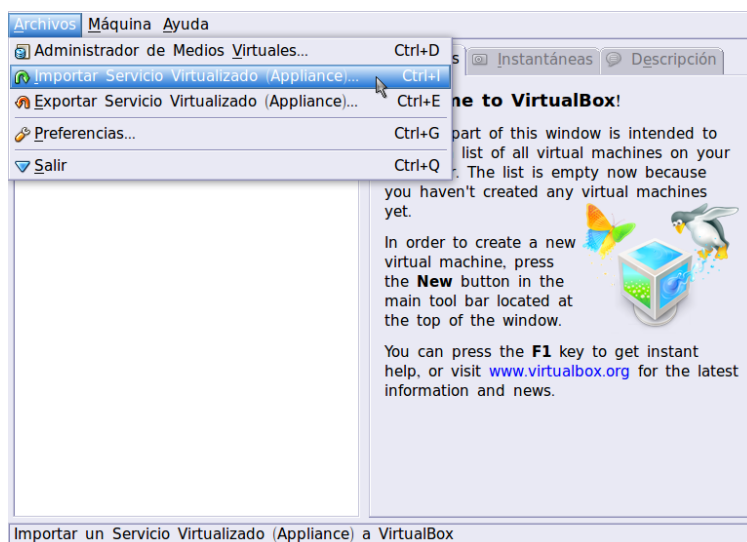 Archivos Máquina Ayuda
Administrador de Medios Virtuales... Ctrl+D
Importar Servicio Virtualizado (Appliance)... Ctrl+I
Exportar Servicio Virtualizado (Appliance)... Ctrl+E
Preferencias... Ctrl+G
Salir Ctrl+Q
Instantáneas Descripción
to VirtualBox!
part of this window is intended to
list of all virtual machines on your
The list is empty now because
you haven't created any virtual machines
yet.
In order to create a new
virtual machine, press
the New button in the
main tool bar located at
the top of the window.
You can press the F1 key to get instant
help, or visit www.virtualbox.org for the latest
information and news.
Importar un Servicio Virtualizado (Appliance) a VirtualBox